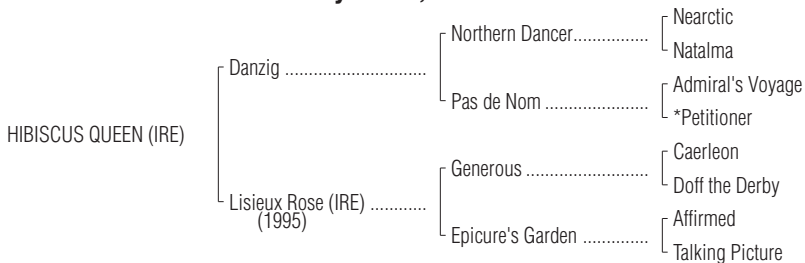 Nearctic
Northern Dancer................
Natalma
Danzig .............................
Admiral's Voyage
Pas de Nom ......................
*Petitioner
HIBISCUS QUEEN (IRE)
Caerleon
Generous .........................
Doff the Derby
Lisieux Rose (IRE) ............
(1995)
Affirmed
Epicure's Garden ..............
Talking Picture